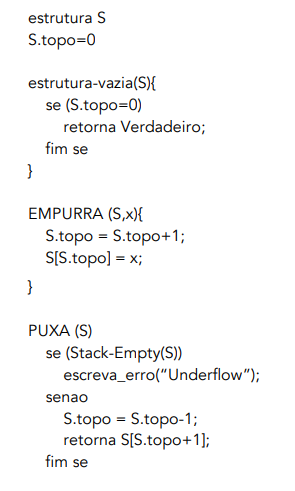 estrutura S
S.topo=0
estrutura-vazia(S){
se (S.topo=0)
retorna Verdadeiro;
fim se
}
EMPURRA (S,x){
S.topo = S.topo+1;
S[S.topo] = x;
}
PUXA (S)
se (Stack-Empty(S))
escreva_erro(“Underflow”);
senao
S.topo = S.topo-1;
retorna S[S.topo+1];
fim se